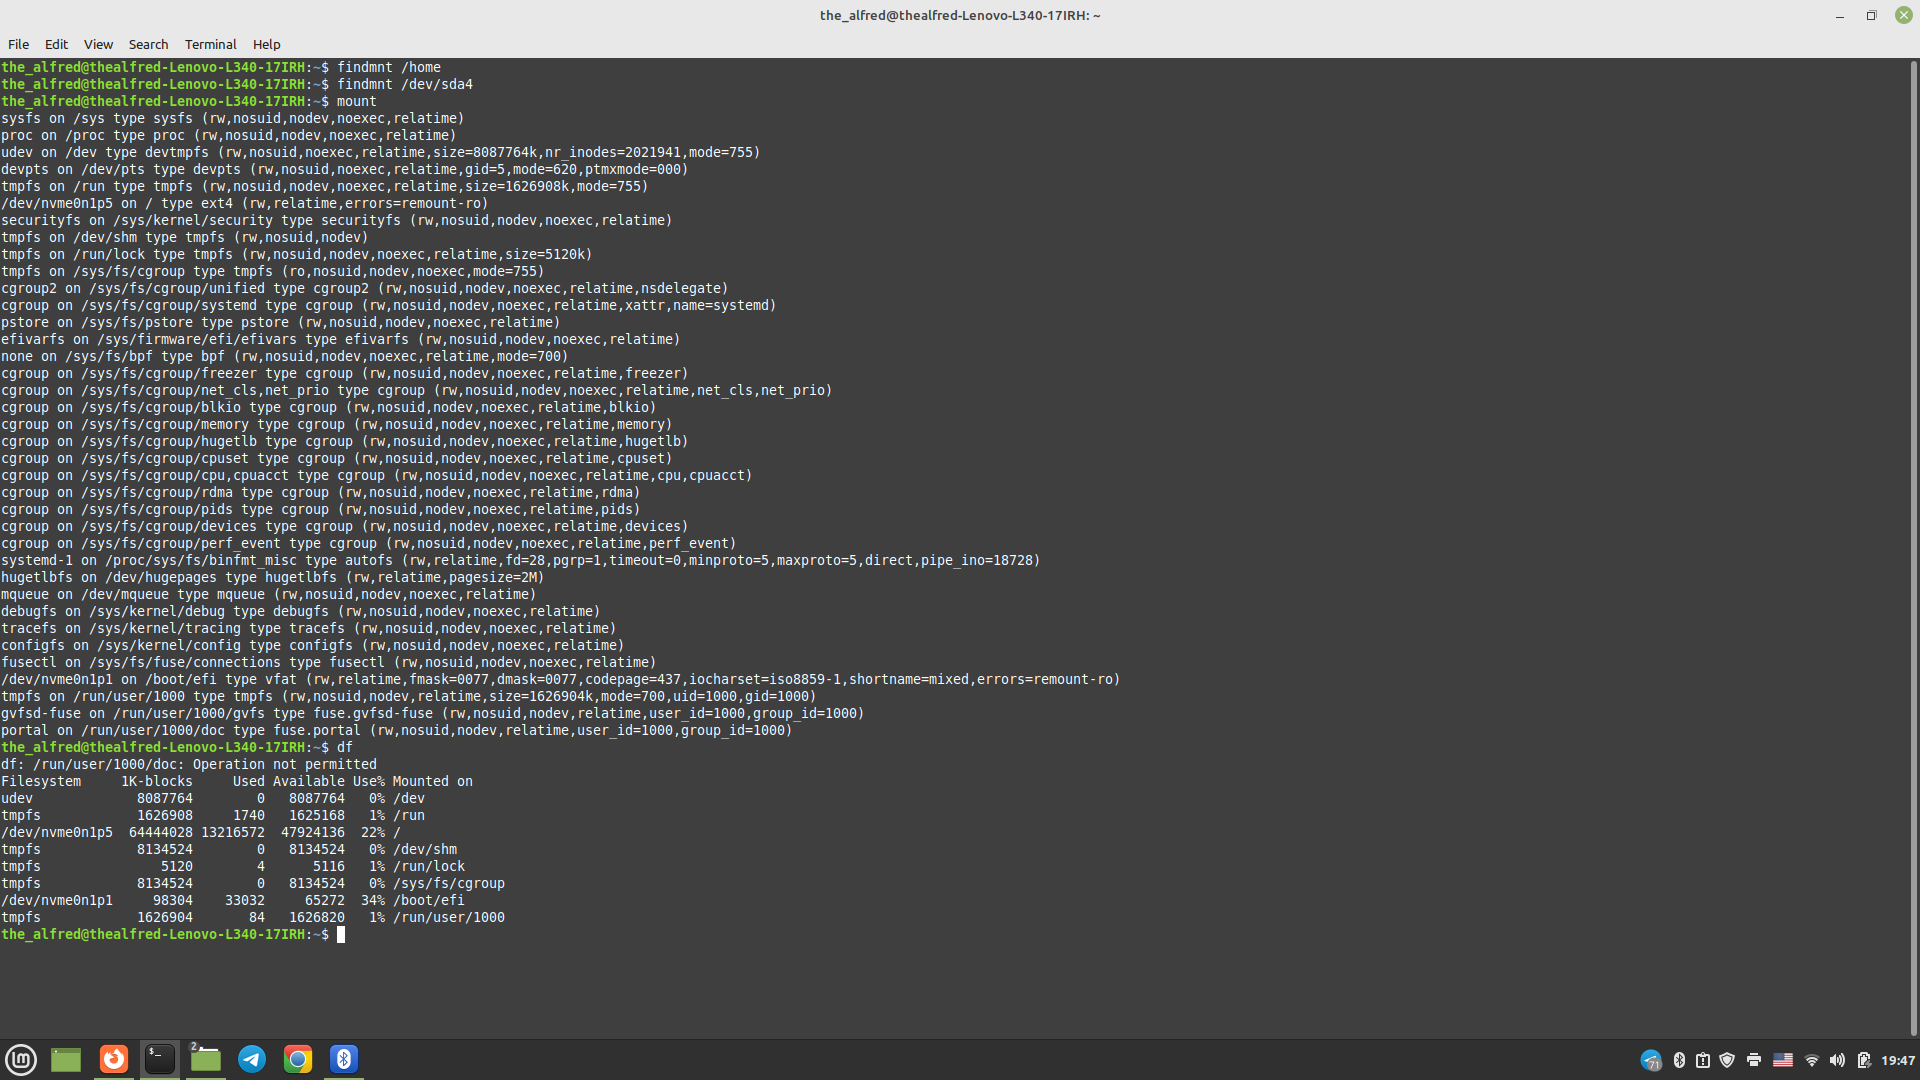 the_alfred@thealfred-Lenovo-L340-17IRH: ~
File Edit View Search Terminal Help
the_alfred@thealfred-Lenovo-L340-17IRH:~$ findmnt /home
the_alfred@thealfred-Lenovo-L340-17IRH:~$ findmnt /dev/sda4
the_alfred@thealfred-Lenovo-L340-17IRH:~$ mount
sysfs on /sys type sysfs (rw,nosuid,nodev,noexec,relatime)
proc on /proc type proc (rw,nosuid,nodev,noexec,relatime)
udev on /dev type devtmpfs (rw,nosuid,noexec,relatime,size=8087764k,nr_inodes=2021941,mode=755)
devpts on /dev/pts type devpts (rw,nosuid,noexec,relatime,gid=5,mode=620,ptmxmode=000)
tmpfs on /run type tmpfs (rw,nosuid,nodev,noexec,relatime,size=1626908k,mode=755)
/dev/nvme0n1p5 on / type ext4 (rw,relatime,errors=remount-ro)
securityfs on /sys/kernel/security type securityfs (rw,nosuid,nodev,noexec,relatime)
tmpfs on /dev/shm type tmpfs (rw,nosuid,nodev)
tmpfs on /run/lock type tmpfs (rw,nosuid,nodev,noexec,relatime,size=5120k)
tmpfs on /sys/fs/cgroup type tmpfs (ro,nosuid,nodev,noexec,mode=755)
cgroup2 on /sys/fs/cgroup/unified type cgroup2 (rw,nosuid,nodev,noexec,relatime,nsdelegate)
cgroup on /sys/fs/cgroup/systemd type cgroup (rw,nosuid,nodev,noexec,relatime,xattr,name=systemd)
pstore on /sys/fs/pstore type pstore (rw,nosuid,nodev,noexec,relatime)
efivarfs on /sys/firmware/efi/efivars type efivarfs (rw,nosuid,nodev,noexec,relatime)
none on /sys/fs/bpf type bpf (rw,nosuid,nodev,noexec,relatime,mode=700)
cgroup on /sys/fs/cgroup/freezer type cgroup (rw,nosuid,nodev,noexec,relatime,freezer)
cgroup on /sys/fs/cgroup/net_cls,net_prio type cgroup (rw,nosuid,nodev,noexec,relatime,net_cls,net_prio)
cgroup on /sys/fs/cgroup/blkio type cgroup (rw,nosuid,nodev,noexec,relatime,blkio)
cgroup on /sys/fs/cgroup/memory type cgroup (rw,nosuid,nodev,noexec,relatime,memory)
cgroup on /sys/fs/cgroup/hugetlb type cgroup (rw,nosuid,nodev,noexec,relatime,hugetlb)
cgroup on /sys/fs/cgroup/cpuset type cgroup (rw,nosuid,nodev,noexec,relatime,cpuset)
cgroup on /sys/fs/cgroup/cpu,cpuacct type cgroup (rw,nosuid,nodev,noexec,relatime,cpu,cpuacct)
cgroup on /sys/fs/cgroup/rdma type cgroup (rw,nosuid,nodev,noexec,relatime,rdma)
cgroup on /sys/fs/cgroup/pids type cgroup (rw,nosuid,nodev,noexec,relatime,pids)
cgroup on /sys/fs/cgroup/devices type cgroup (rw,nosuid,nodev,noexec,relatime,devices)
cgroup on /sys/fs/cgroup/perf_event type cgroup (rw,nosuid,nodev,noexec,relatime,perf_event)
systemd-1 on /proc/sys/fs/binfmt_misc type autofs (rw,relatime,fd=28,pgrp=1,timeout=0,minproto=5,maxproto=5,direct,pipe_ino=18728)
hugetlbfs on /dev/hugepages type hugetlbfs (rw,relatime,pagesize=2M)
mqueue on /dev/mqueue type mqueue (rw,nosuid,nodev,noexec,relatime)
debugfs on /sys/kernel/debug type debugfs (rw,nosuid,nodev,noexec,relatime)
tracefs on /sys/kernel/tracing type tracefs (rw,nosuid,nodev,noexec,relatime)
configfs on /sys/kernel/config type configfs (rw,nosuid,nodev,noexec,relatime)
fusectl on /sys/fs/fuse/connections type fusectl (rw,nosuid,nodev,noexec,relatime)
/dev/nvme0n1p1 on /boot/efi type vfat (rw,relatime,fmask=0077,dmask=0077,codepage=437,iocharset=iso8859-1,shortname=mixed,errors=remount-ro)
tmpfs on /run/user/1000 type tmpfs (rw,nosuid,nodev,relatime,size=1626904k,mode=700,uid=1000,gid=1000)
gvfsd-fuse on /run/user/1000/gvfs type fuse.gvfsd-fuse (rw,nosuid,nodev,relatime,user_id=1000,group_id=1000)
portal on /run/user/1000/doc type fuse.portal (rw,nosuid,nodev,relatime,user_id=1000,group_id=1000)
the_alfred@thealfred-Lenovo-L340-17IRH:~$ df
df: /run/user/1000/doc: Operation not permitted
Filesystem     1K-blocks     Used Available Use% Mounted on
udev             8087764        0   8087764   0% /dev
tmpfs            1626908     1740   1625168   1% /run
/dev/nvme0n1p5  64444028 13216572  47924136  22% /
tmpfs            8134524        0   8134524   0% /dev/shm
tmpfs               5120        4      5116   1% /run/lock
tmpfs            8134524        0   8134524   0% /sys/fs/cgroup
/dev/nvme0n1p1     98304    33032     65272  34% /boot/efi
tmpfs            1626904       84   1626820   1% /run/user/1000
the_alfred@thealfred-Lenovo-L340-17IRH:~$
lm $_ 2 71 19:47